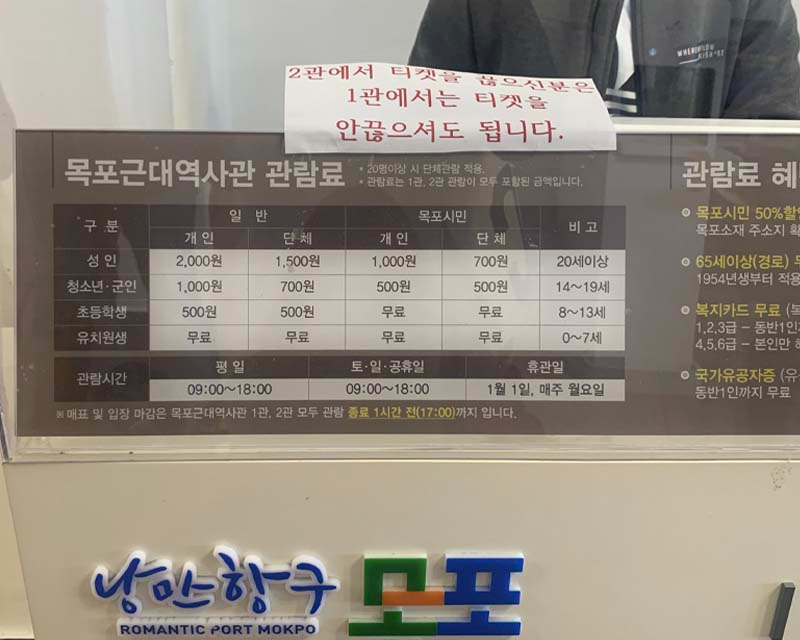 WHEREVER YOU
2관에서 티켓을 끊으신분은
1관에서는 티켓을
안끊으셔도 됩니다.
목포근대역사관 관람료
* 20명이상 시 단체관람 적용.
* 관람료는 1관, 2관 관람이 모두 포함된 금액입니다.
구 분 일 반 목포시민 비 고
개 인 단 체 개 인 단 체
성 인 2,000원 1,500원 1,000원 700원 20세이상
청소년·군인 1,000원 700원 500원 500원 14~19세
초등학생 500원 500원 무료 무료 8~13세
유치원생 무료 무료 무료 무료 0~7세
관람시간 평 일 토·일·공휴일 휴관일
09:00~18:00 09:00~18:00 1월 1일, 매주 월요일
※ 매표 및 입장 마감은 목포근대역사관 1관, 2관 모두 관람 종료 1시간 전(17:00)까지 입니다.
관람료 혜
목포시민 50%할인
목포소재 주소지 확
65세이상(경로) 무
1954년생부터 적용
복지카드 무료 (복
1,2,3급 – 동반1인
4,5,6급 – 본인만
국가유공자증 (유
동반1인까지 무료
낭만항구 목포
ROMANTIC PORT MOKPO